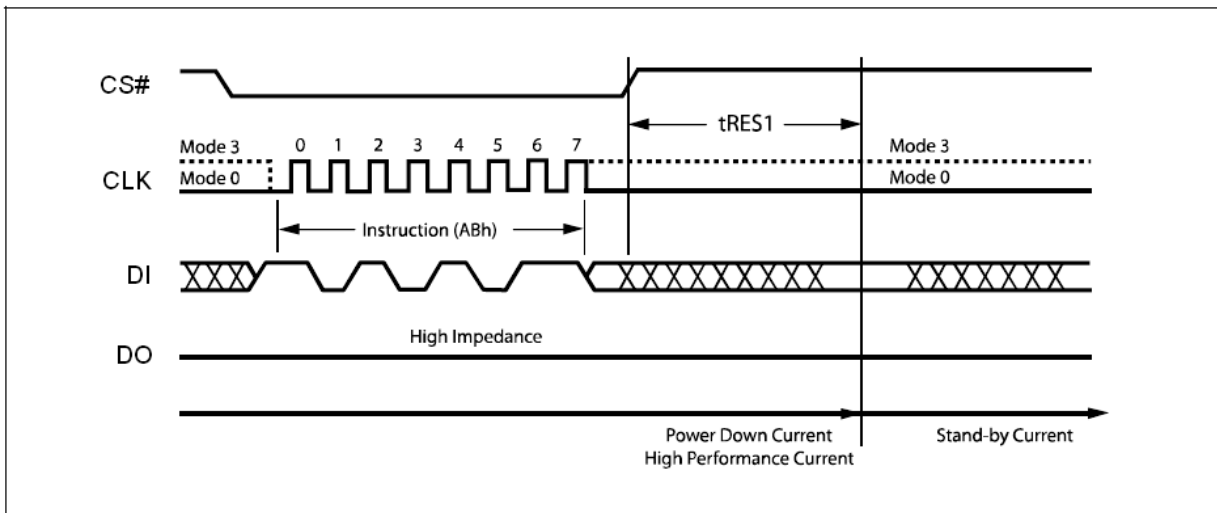 CS#
tRES1
Mode 3
0 1 2 3 4 5 6 7
Mode 3
CLK
Mode 0
Mode 0
Instruction (ABh)
DI
High Impedance
DO
Power Down Current
High Performance Current
Stand-by Current